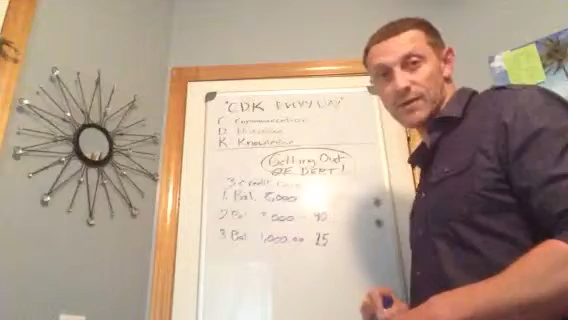 "CDK EVERY DAY"
C Communication
D
K Knowledge
Getting Out
OF DEBT!
3 credit
1 Bal. 5,000
2 Bal ,000
3 Bal 1,000.00 25